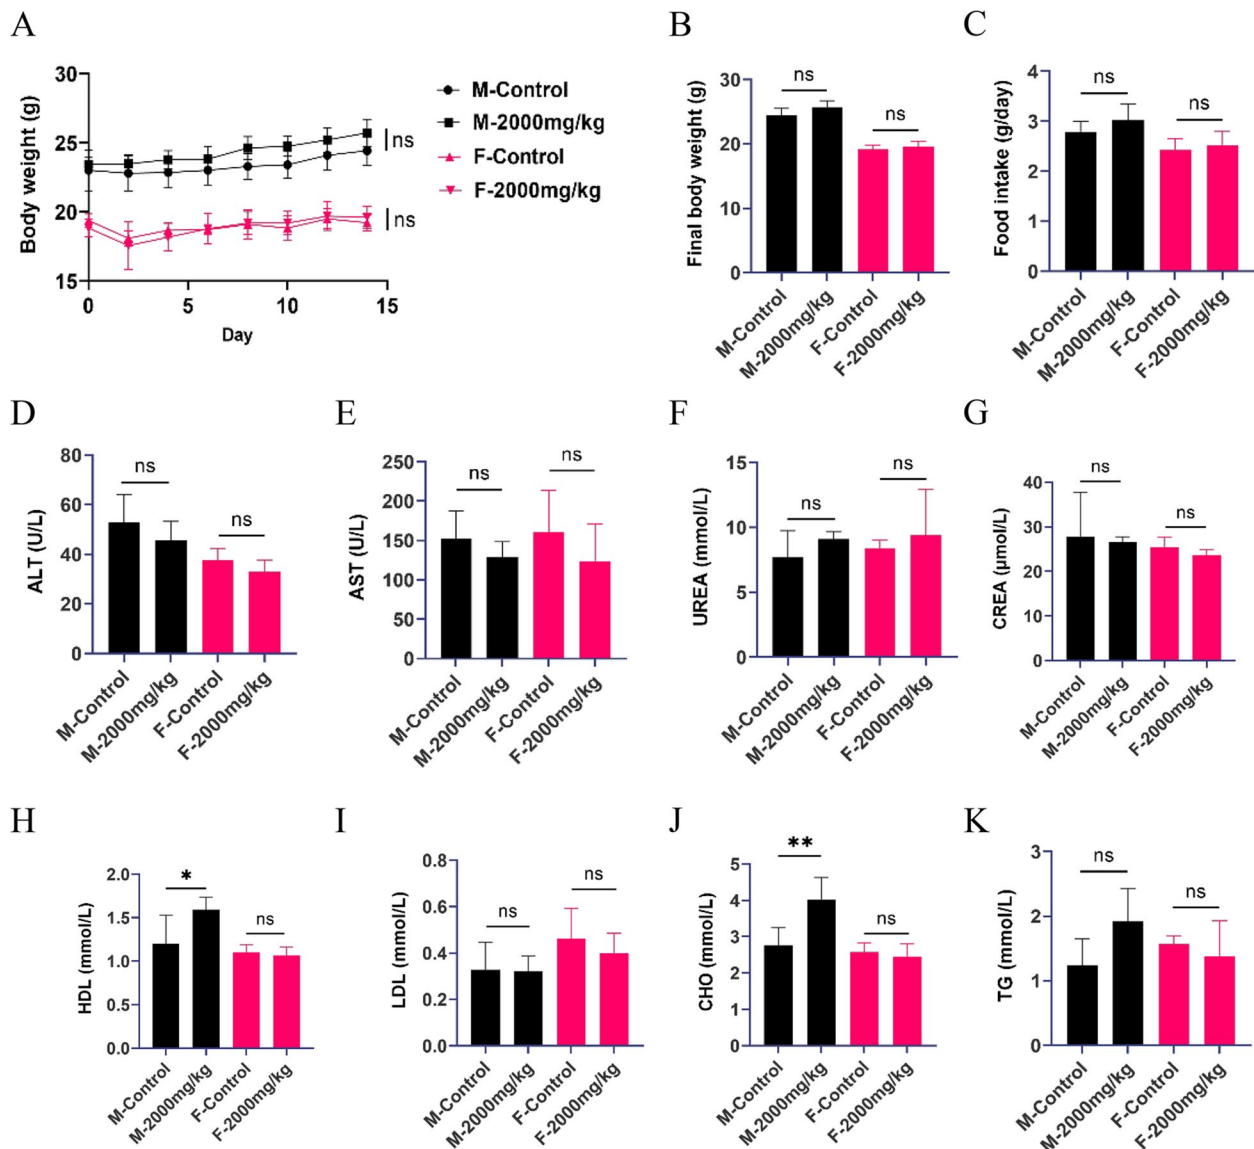 A
Body weight (g)
30
25
20
15
0
5
10
15
Day
ns
ns
M-Control
M-2000mg/kg
F-Control
F-2000mg/kg
B
Final body weight (g)
30
20
10
0
ns
ns
M-Control
M-2000mg/kg
F-Control
F-2000mg/kg
C
Food intake (g/day)
4
3
2
1
0
ns
ns
M-Control
M-2000mg/kg
F-Control
F-2000mg/kg
D
ALT (U/L)
80
60
40
20
0
ns
ns
M-Control
M-2000mg/kg
F-Control
F-2000mg/kg
E
AST (U/L)
250
200
150
100
50
0
ns
ns
M-Control
M-2000mg/kg
F-Control
F-2000mg/kg
F
UREA (mmol/L)
15
10
5
0
ns
ns
M-Control
M-2000mg/kg
F-Control
F-2000mg/kg
G
CREA (μmol/L)
40
30
20
10
0
ns
ns
M-Control
M-2000mg/kg
F-Control
F-2000mg/kg
H
HDL (mmol/L)
2.0
1.5
1.0
0.5
0.0
*
ns
M-Control
M-2000mg/kg
F-Control
F-2000mg/kg
I
LDL (mmol/L)
0.8
0.6
0.4
0.2
0.0
ns
ns
M-Control
M-2000mg/kg
F-Control
F-2000mg/kg
J
CHO (mmol/L)
5
4
3
2
1
0
**
ns
M-Control
M-2000mg/kg
F-Control
F-2000mg/kg
K
TG (mmol/L)
3
2
1
0
ns
ns
M-Control
M-2000mg/kg
F-Control
F-2000mg/kg